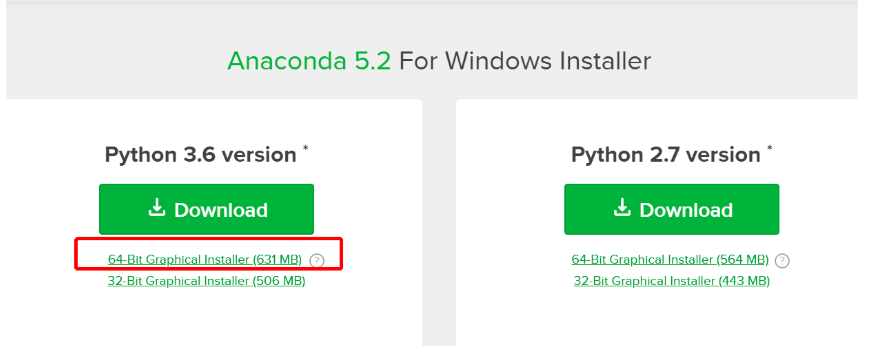 Anaconda 5.2 For Windows Installer
Python 3.6 version *
Download
64-Bit Graphical Installer (631 MB) ?
32-Bit Graphical Installer (506 MB)
Python 2.7 version *
Download
64-Bit Graphical Installer (564 MB) ?
32-Bit Graphical Installer (443 MB)